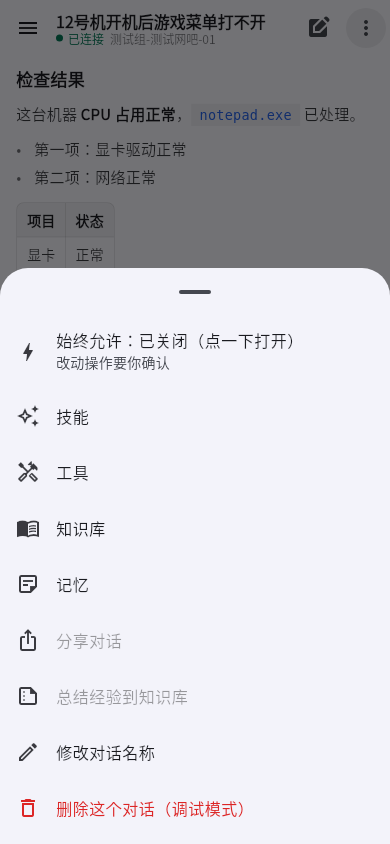 12号机开机后游戏菜单打不开
已连接 测试组-测试网吧-01
检查结果
这台机器 CPU 占用正常， notepad.exe 已处理。
• 第一项：显卡驱动正常
• 第二项：网络正常
项目 状态
显卡 正常
始终允许：已关闭（点一下打开）
改动操作要你确认
技能
工具
知识库
记忆
分享对话
总结经验到知识库
修改对话名称
删除这个对话（调试模式）